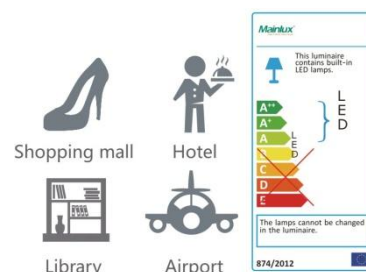 Shopping mall
Hotel
Library
Airport
Mainlux
This luminaire
contains built-in
LED lamps.
A++
A+
A
C
D
E
L
E
D
L
E
D
The lamps cannot be changed
in the luminaire.
874/2012